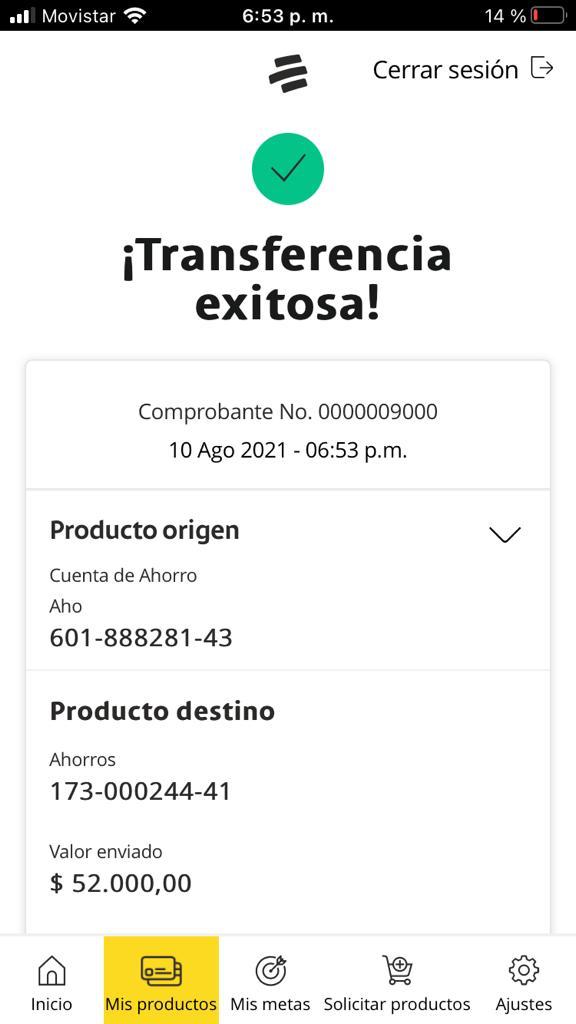 Movistar 6:53 p. m. 14 %
Cerrar sesión
¡Transferencia
exitosa!
Comprobante No. 0000009000
10 Ago 2021 - 06:53 p.m.
Producto origen
Cuenta de Ahorro
Aho
601-888281-43
Producto destino
Ahorros
173-000244-41
Valor enviado
$ 52.000,00
Inicio Mis productos Mis metas Solicitar productos Ajustes